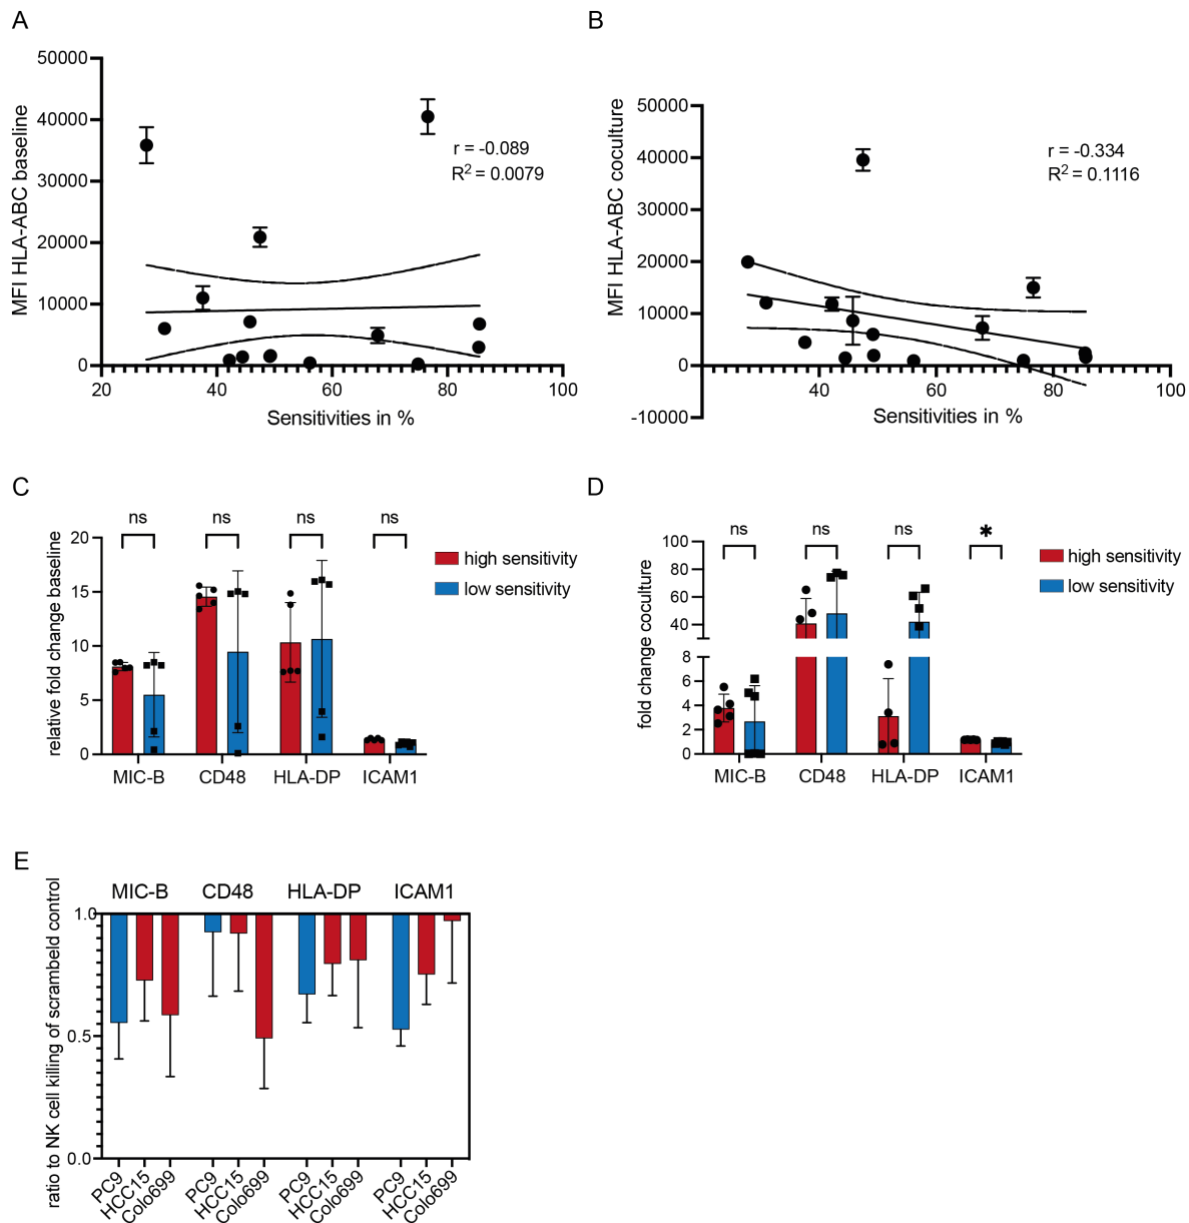 A
MFI HLA-ABC baseline
50000
40000
30000
20000
10000
0
20
40
60
80
100
Sensitivities in %
r = -0.089
R² = 0.0079
B
MFI HLA-ABC coculture
50000
40000
30000
20000
10000
0
-10000
40
60
80
100
Sensitivities in %
r = -0.334
R² = 0.1116
C
relative fold change baseline
20
15
10
5
0
ns
ns
ns
ns
MIC-B
CD48
HLA-DP
ICAM1
high sensitivity
low sensitivity
D
fold change coculture
100
80
60
40
8
6
4
2
0
ns
ns
ns
*
MIC-B
CD48
HLA-DP
ICAM1
high sensitivity
low sensitivity
E
ratio to NK cell killing of scrambeld control
MIC-B
CD48
HLA-DP
ICAM1
1.0
0.5
0.0
PC9
HCC15
Colo699
PC9
HCC15
Colo699
PC9
HCC15
Colo699
PC9
HCC15
Colo699